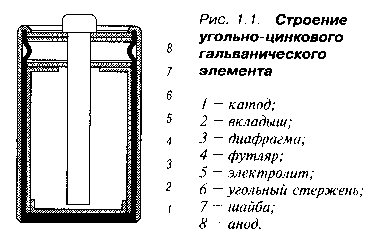 Рис. 1.1. Строение
угольно-цинкового
гальванического
элемента
8
7
6
5
4
3
2
1
1 – катод;
2 – вкладыш;
3 – диафрагма;
4 – футляр;
5 – электролит;
6 – угольный стержень;
7 – шайба;
8 – анод.